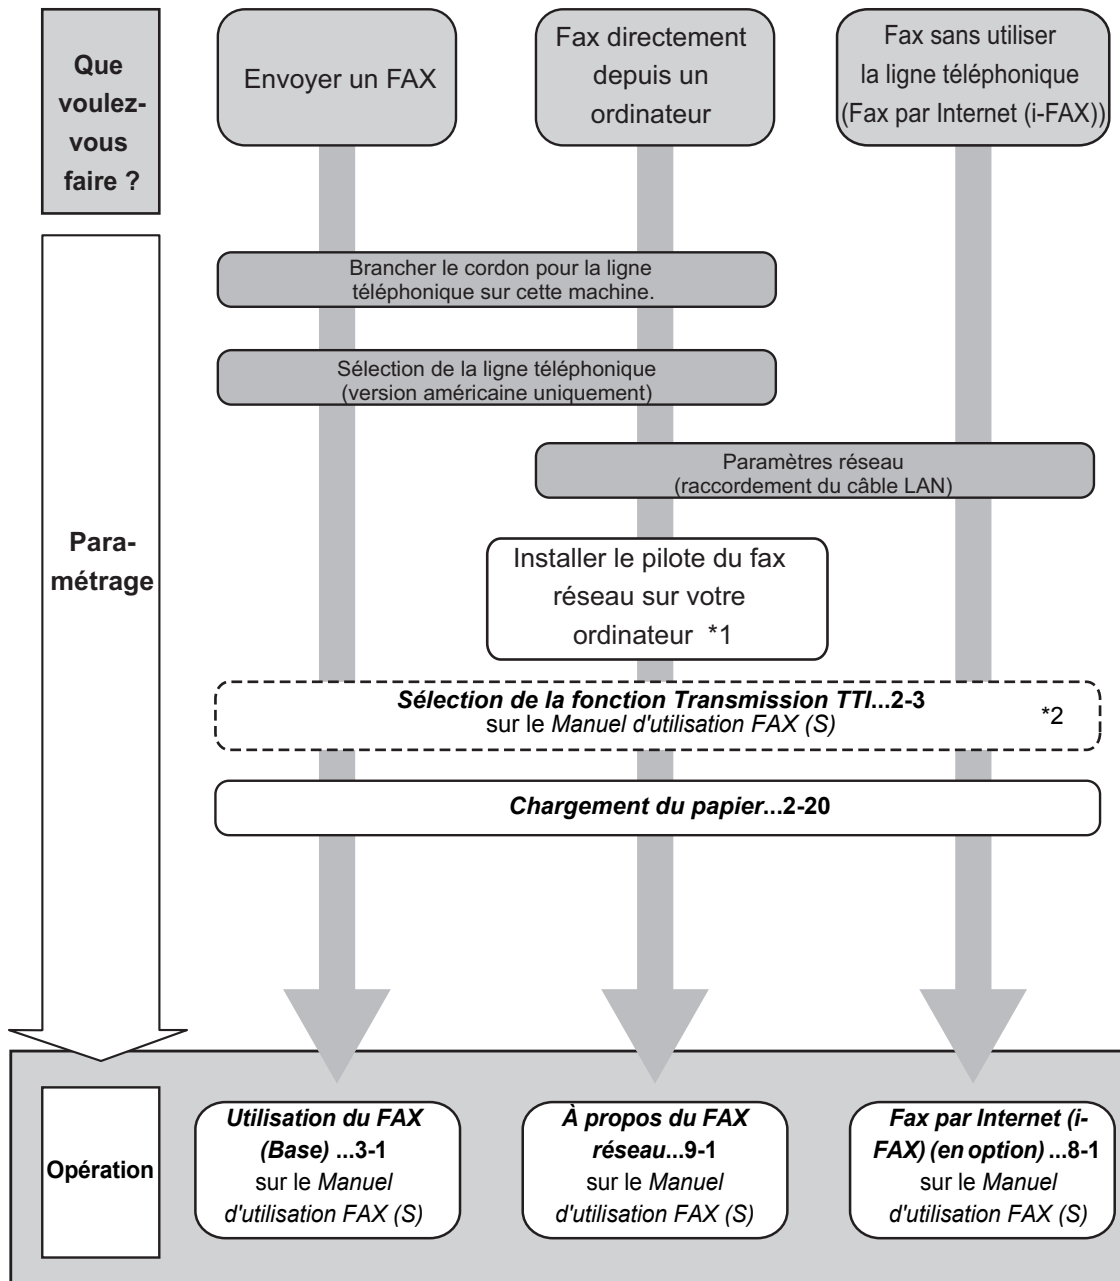 Que
voulez-
vous
faire ?
Envoyer un FAX
Fax directement
depuis un
ordinateur
Fax sans utiliser
la ligne téléphonique
(Fax par Internet (i-FAX))
Para-
métrage
Brancher le cordon pour la ligne
téléphonique sur cette machine.
Sélection de la ligne téléphonique
(version américaine uniquement)
Paramètres réseau
(raccordement du câble LAN)
Installer le pilote du fax
réseau sur votre
ordinateur *1
Sélection de la fonction Transmission TTI...2-3
sur le Manuel d'utilisation FAX (S)
*2
Chargement du papier...2-20
Opération
Utilisation du FAX
(Base) ...3-1
sur le Manuel
d'utilisation FAX (S)
À propos du FAX
réseau...9-1
sur le Manuel
d'utilisation FAX (S)
Fax par Internet (i-
FAX) (en option) ...8-1
sur le Manuel
d'utilisation FAX (S)